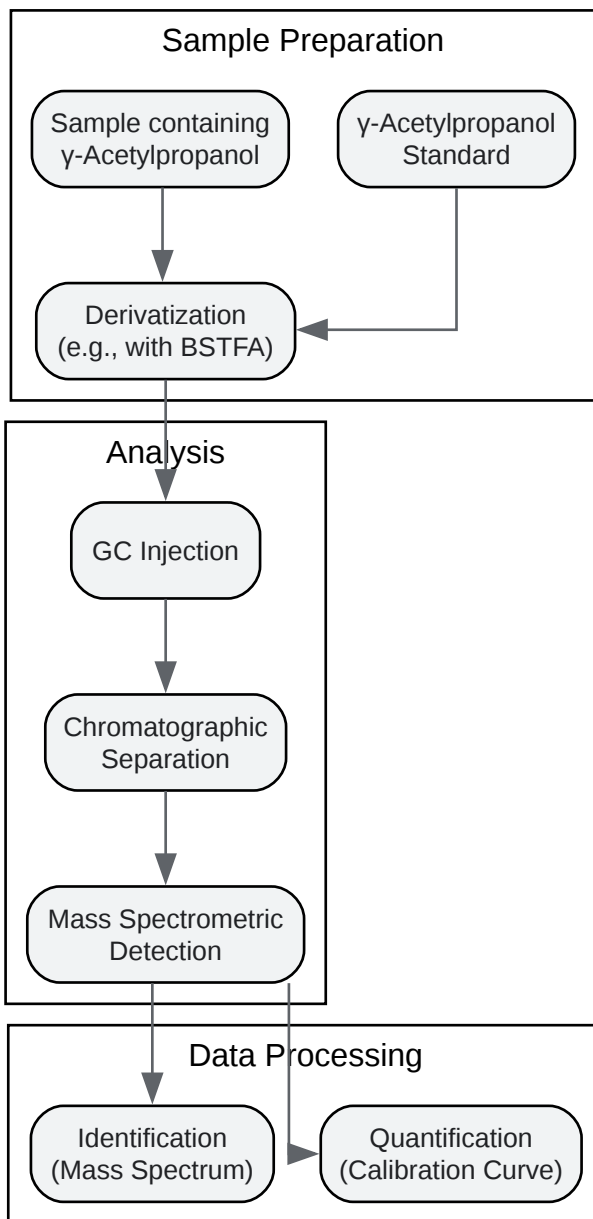 Sample Preparation
Sample containing
γ-Acetylpropanol
γ-Acetylpropanol
Standard
Derivatization
(e.g., with BSTFA)
Analysis
GC Injection
Chromatographic
Separation
Mass Spectrometric
Detection
Data Processing
Identification
(Mass Spectrum)
Quantification
(Calibration Curve)